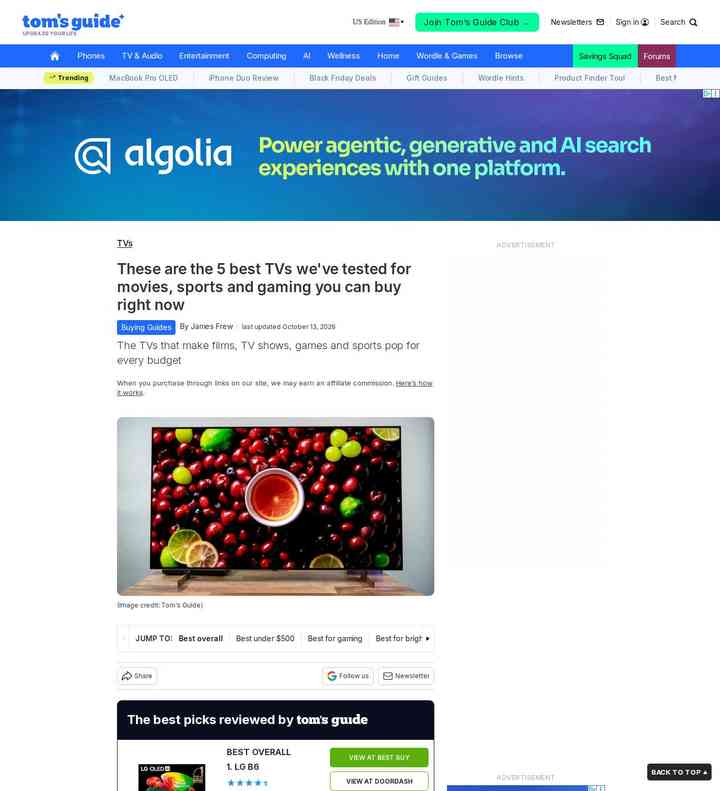 tom's guide
UPGRADE YOUR LIFE
US Edition
Join Tom's Guide Club →
Newsletters
Sign in
Search
Phones TV & Audio Entertainment Computing AI Wellness Home Wordle & Games Browse Savings Squad Forums
Trending MacBook Pro OLED iPhone Duo Review Black Friday Deals Gift Guides Wordle Hints Product Finder Tool
algolia
Power agentic, generative and AI search
experiences with one platform.
TVs
ADVERTISEMENT
These are the 5 best TVs we've tested for
movies, sports and gaming you can buy
right now
Buying Guides By James Frew last updated October 13, 2026
The TVs that make films, TV shows, games and sports pop for
every budget
When you purchase through links on our site, we may earn an affiliate commission. Here's how
it works.
(Image credit: Tom's Guide)
JUMP TO: Best overall Best under $500 Best for gaming Best for brigh
Share
Follow us
Newsletter
The best picks reviewed by tom's guide
BEST OVERALL
1. LG B6
LG OLED
VIEW AT BEST BUY
VIEW AT DOORDASH
BACK TO TOP
ADVERTISEMENT